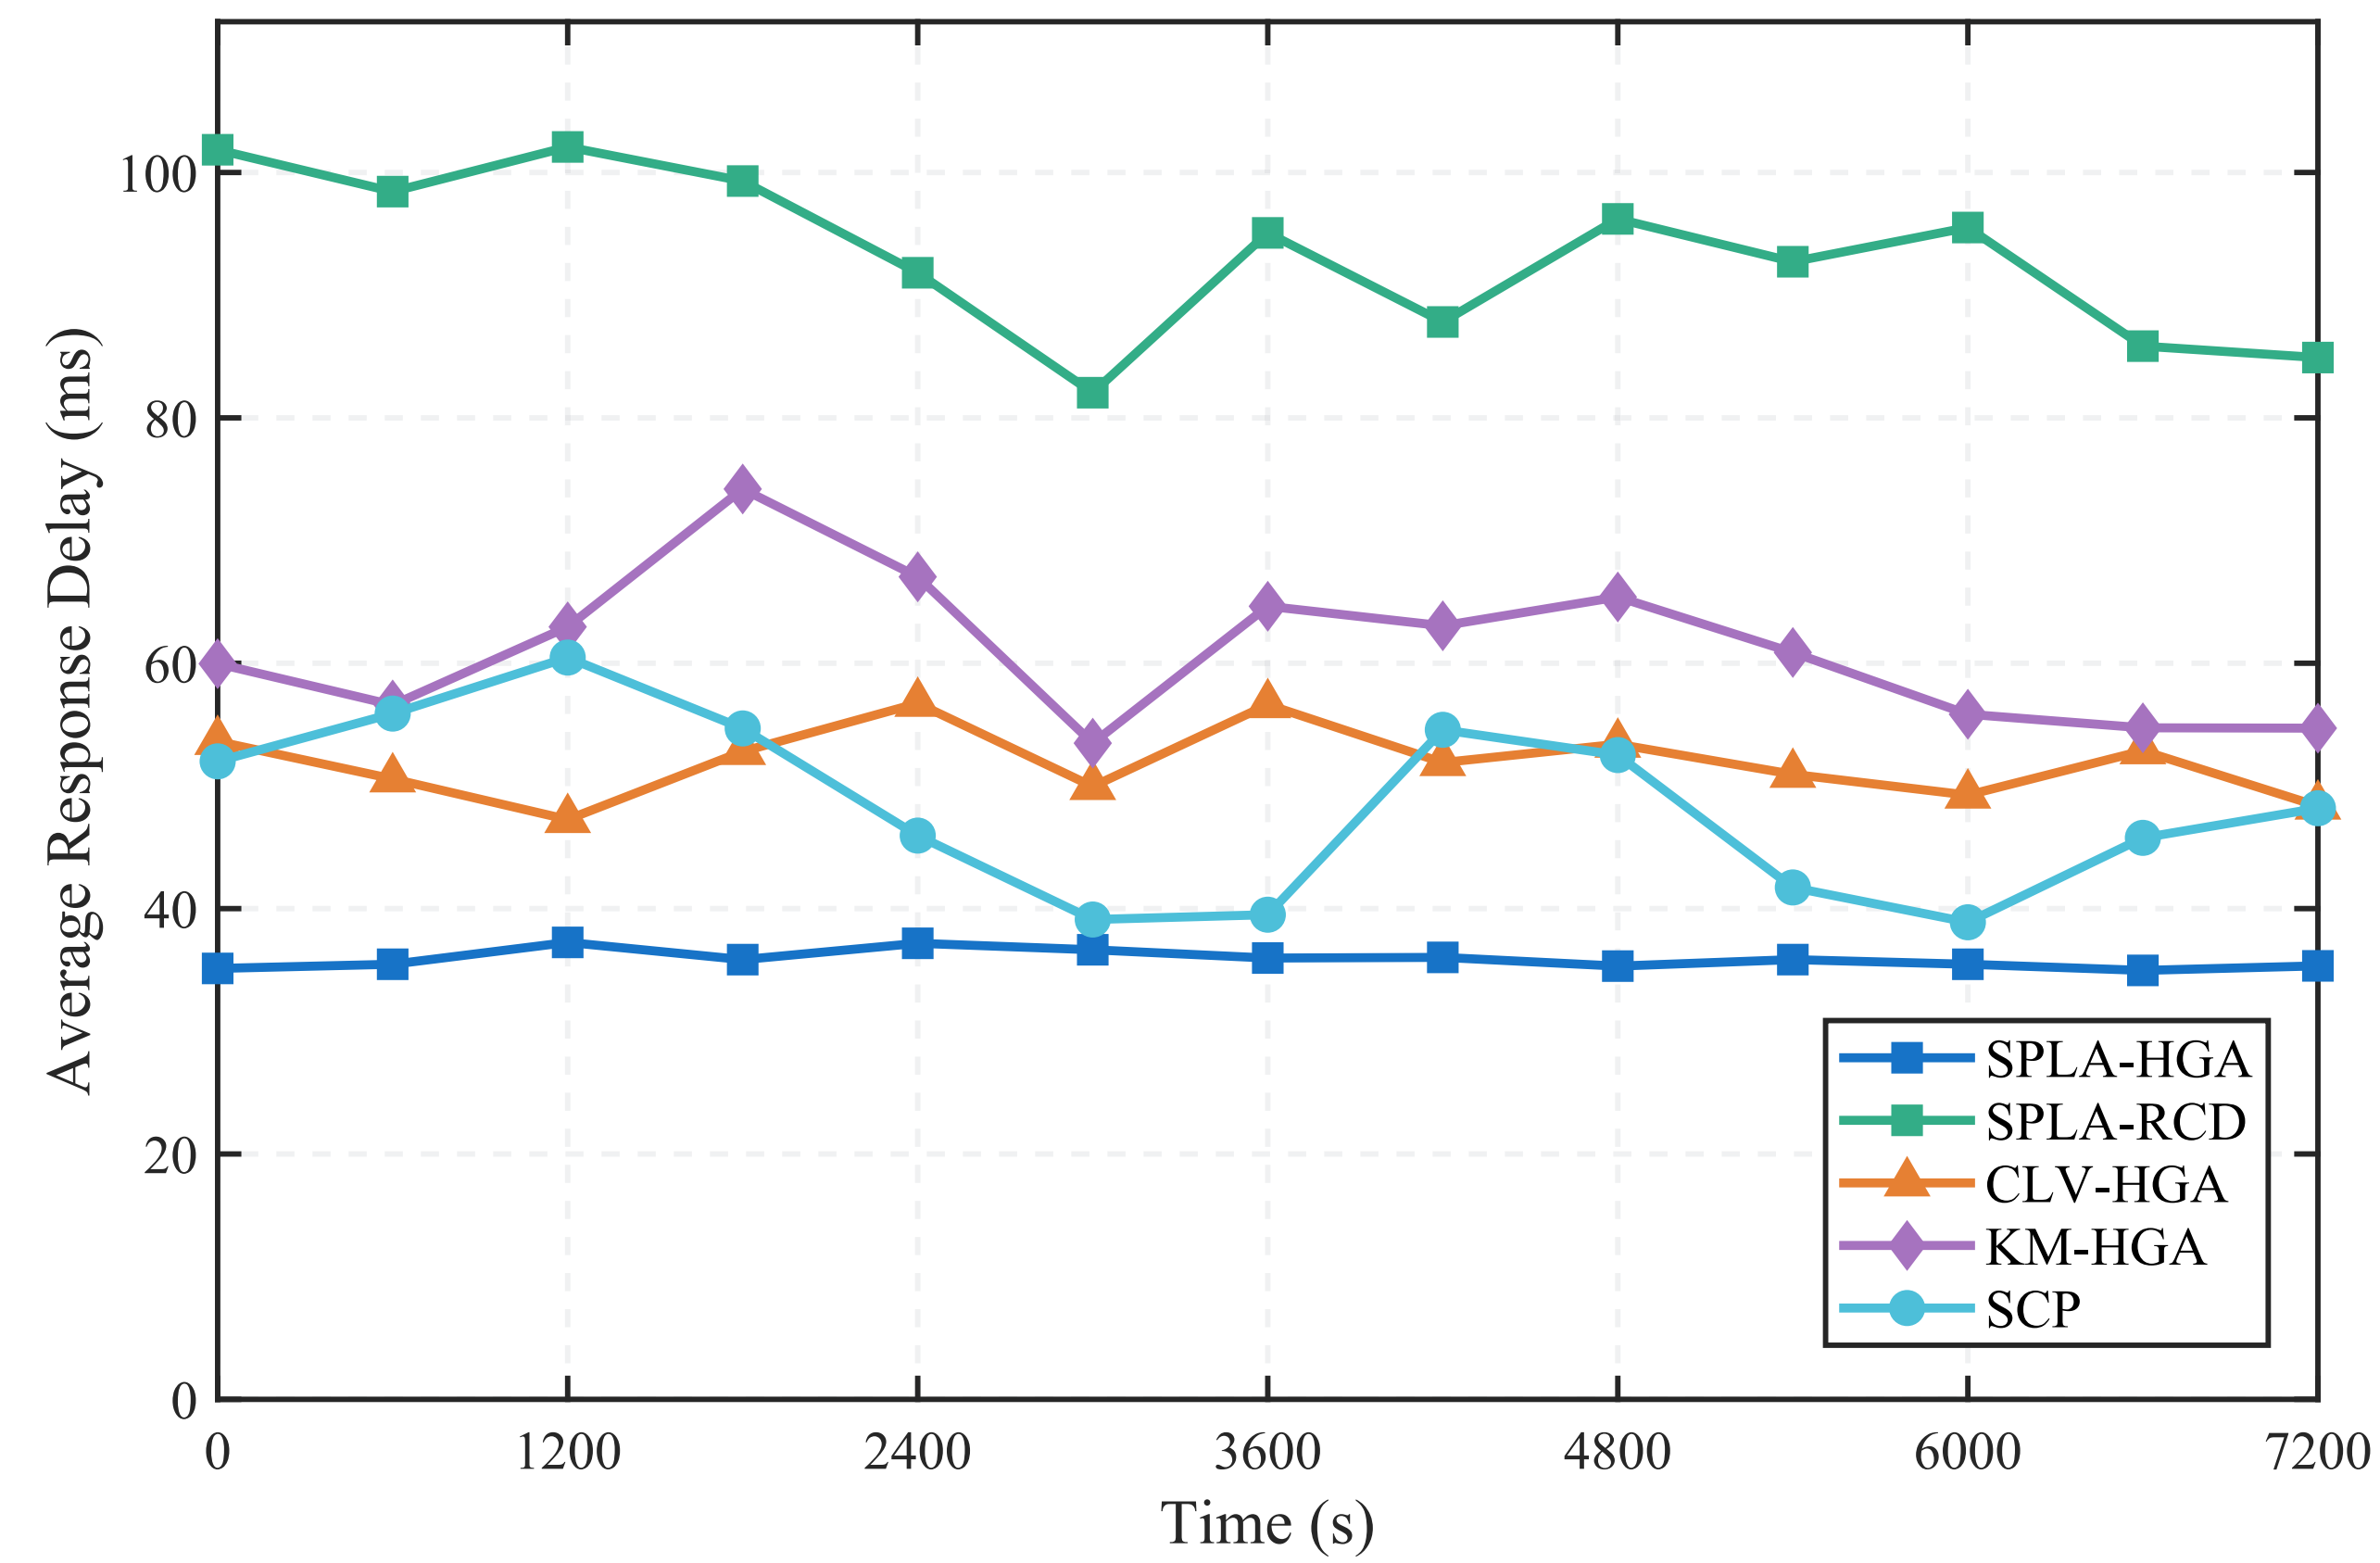 Average Response Delay (ms)
100
80
60
40
20
0
0 1200 2400 3600 4800 6000 7200
Time (s)
SPLA-HGA
SPLA-RCD
CLV-HGA
KM-HGA
SCP